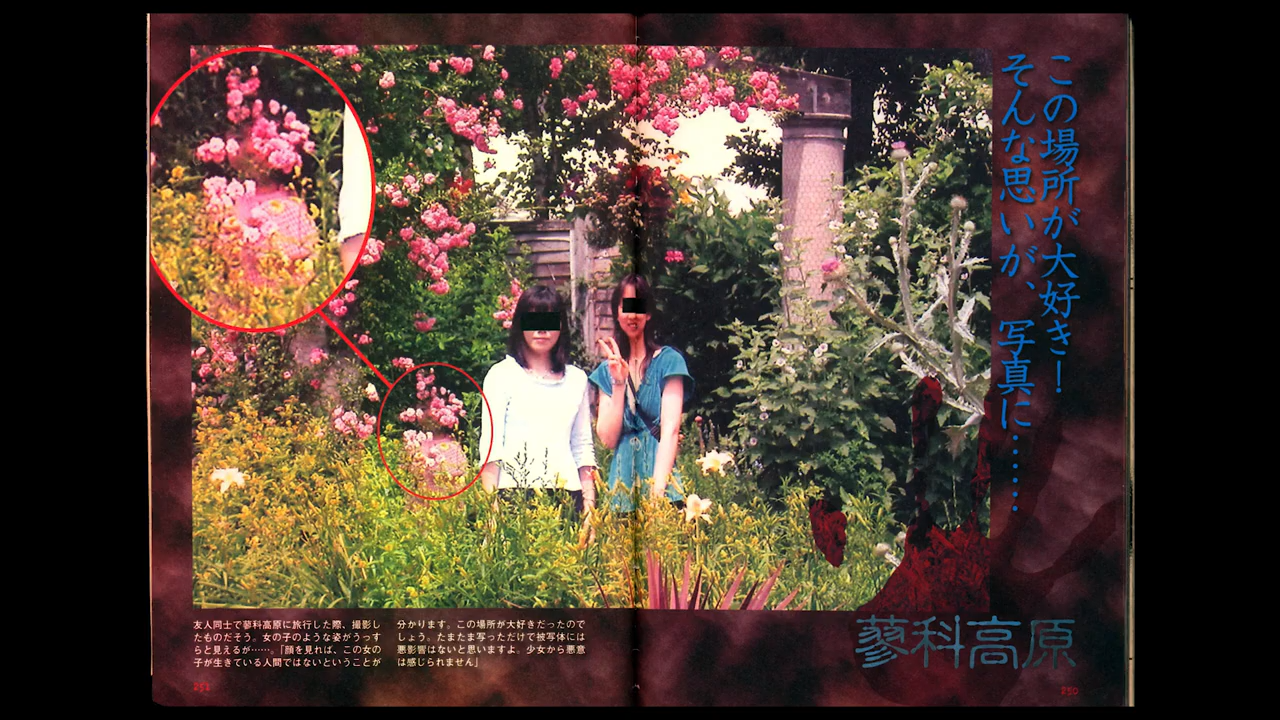 この場所が大好き！
そんな思いが、写真に……
蓼科高原
友人同士で蓼科高原に旅行した際、撮影し
たものだそう。女の子のような姿がうっす
らと見えるが……。「顔を見れば、この女の
子が生きている人間ではないということが
分かります。この場所が大好きだったので
しょう。たまたま写っただけで被写体には
悪影響はないと思いますよ。少女から悪意
は感じられません」
251
250